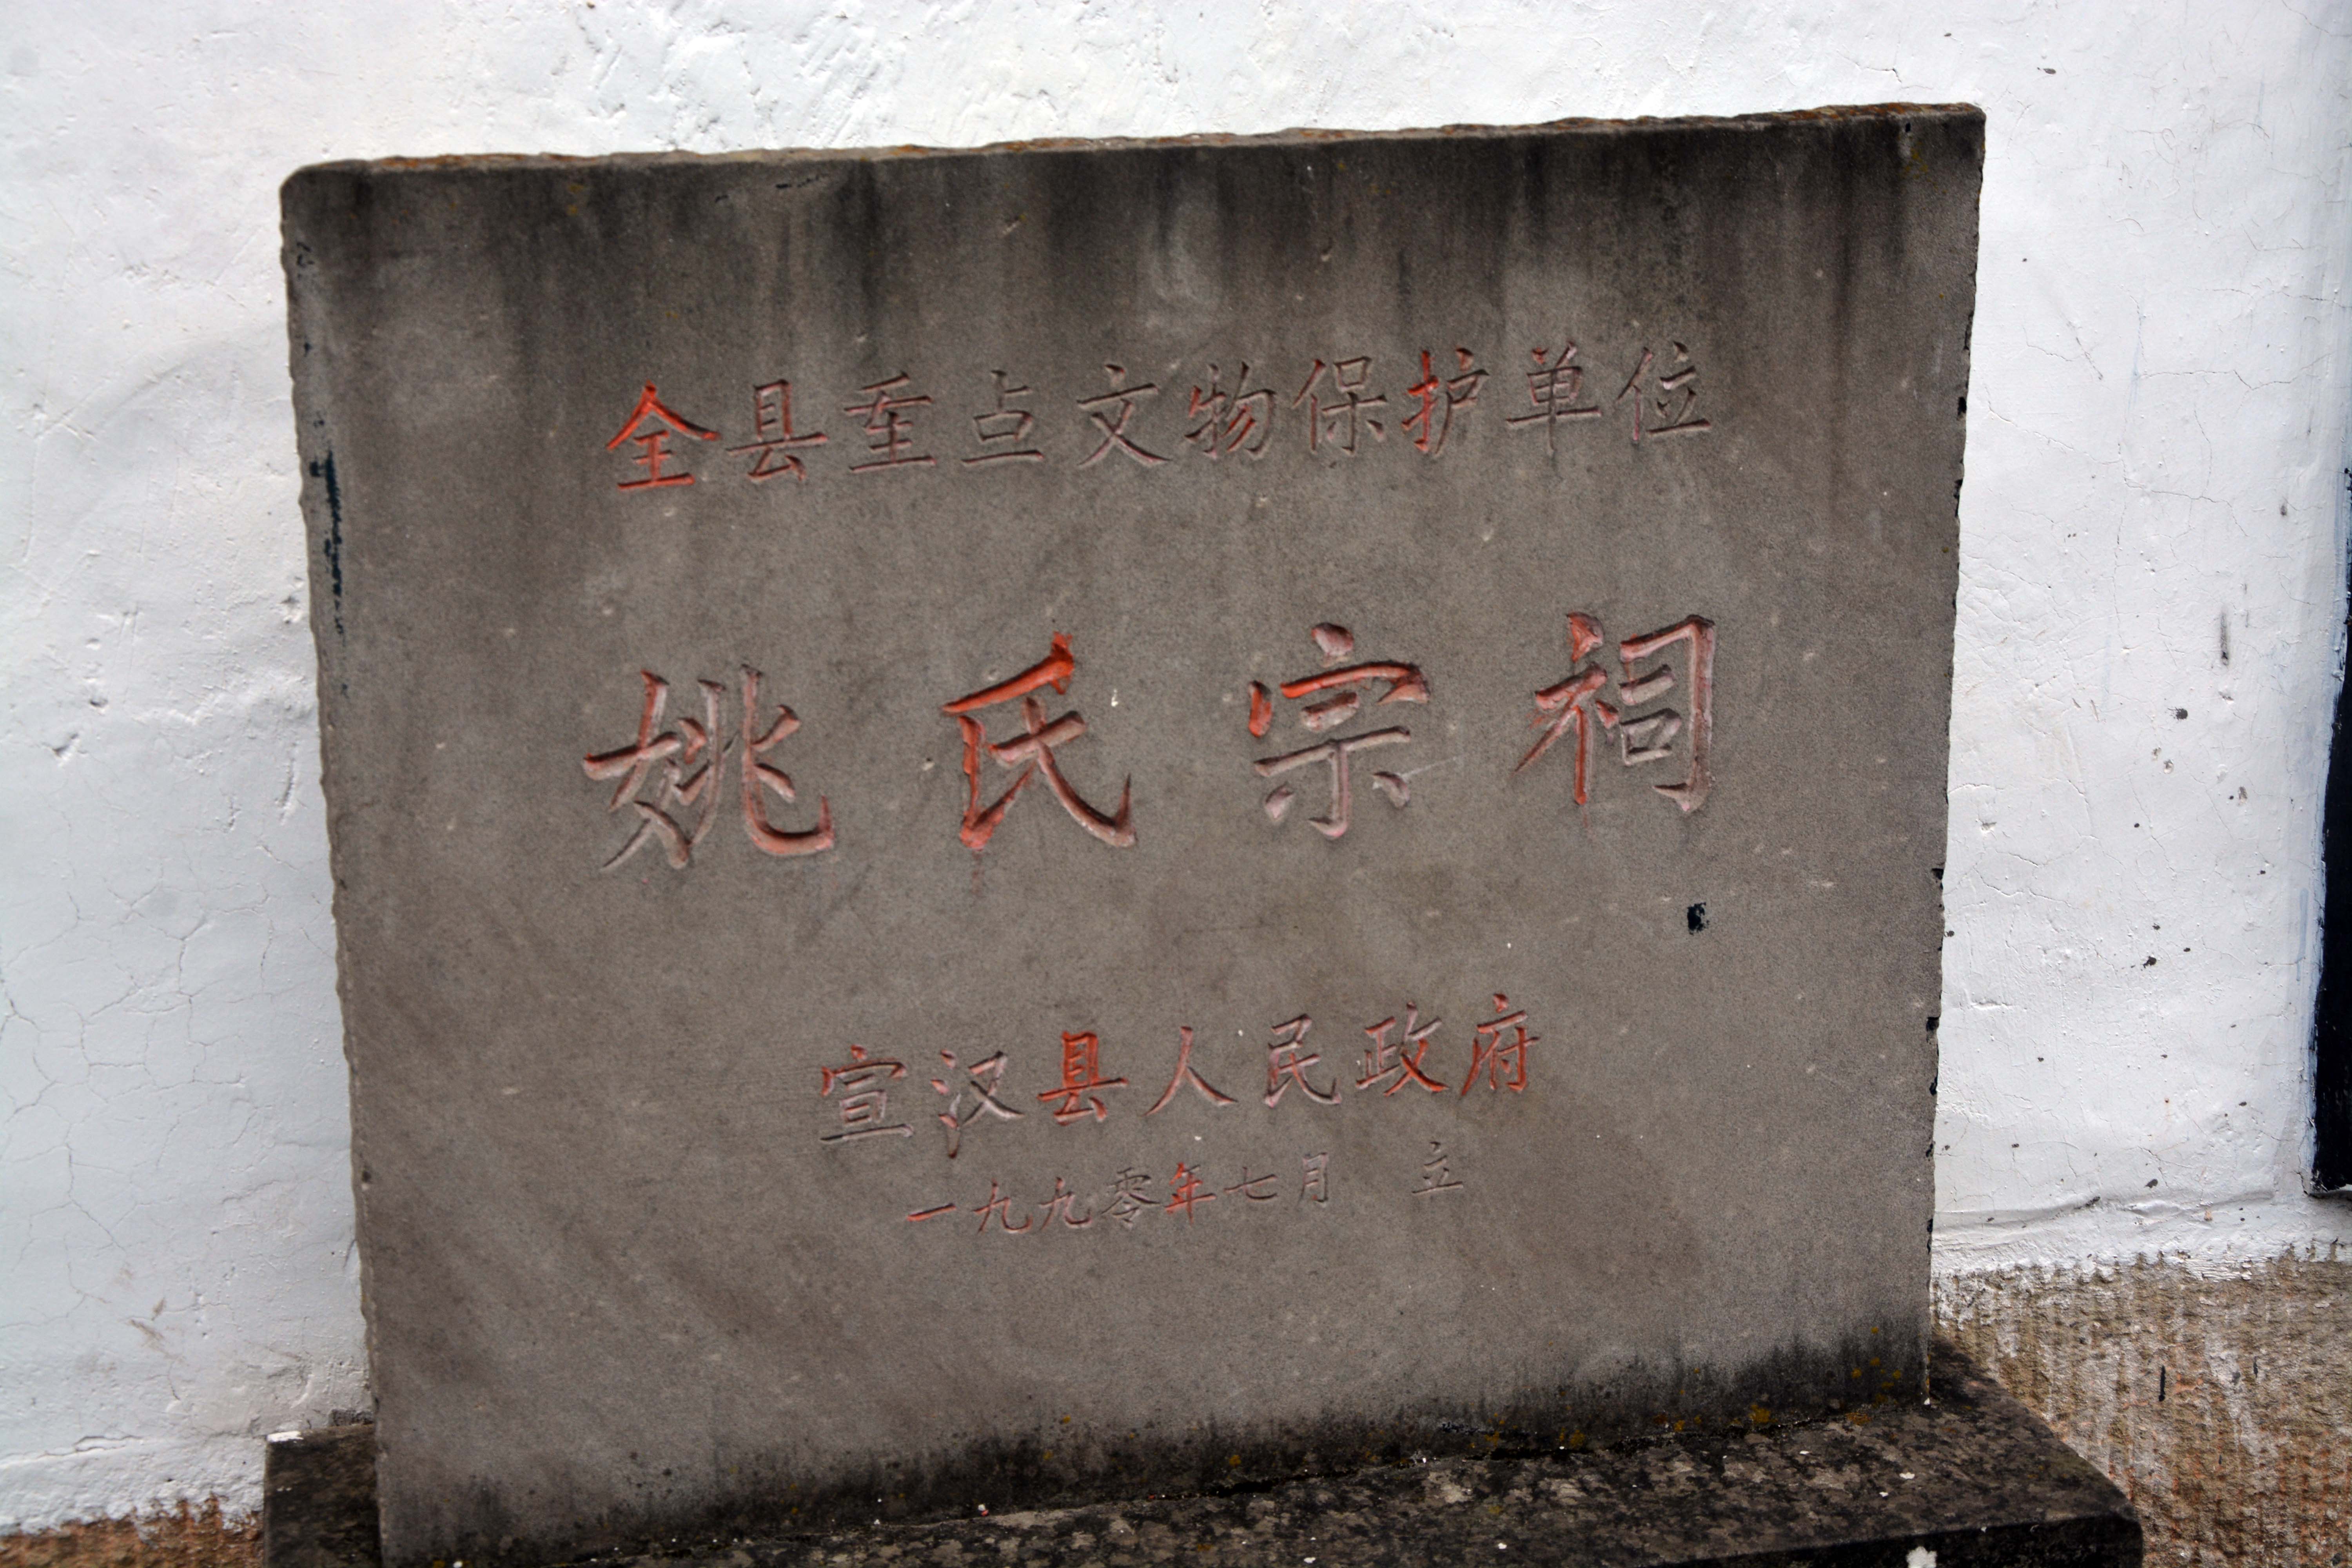 全县重点文物保护单位
姚氏宗祠
宣汉县人民政府
一九九零年七月 立